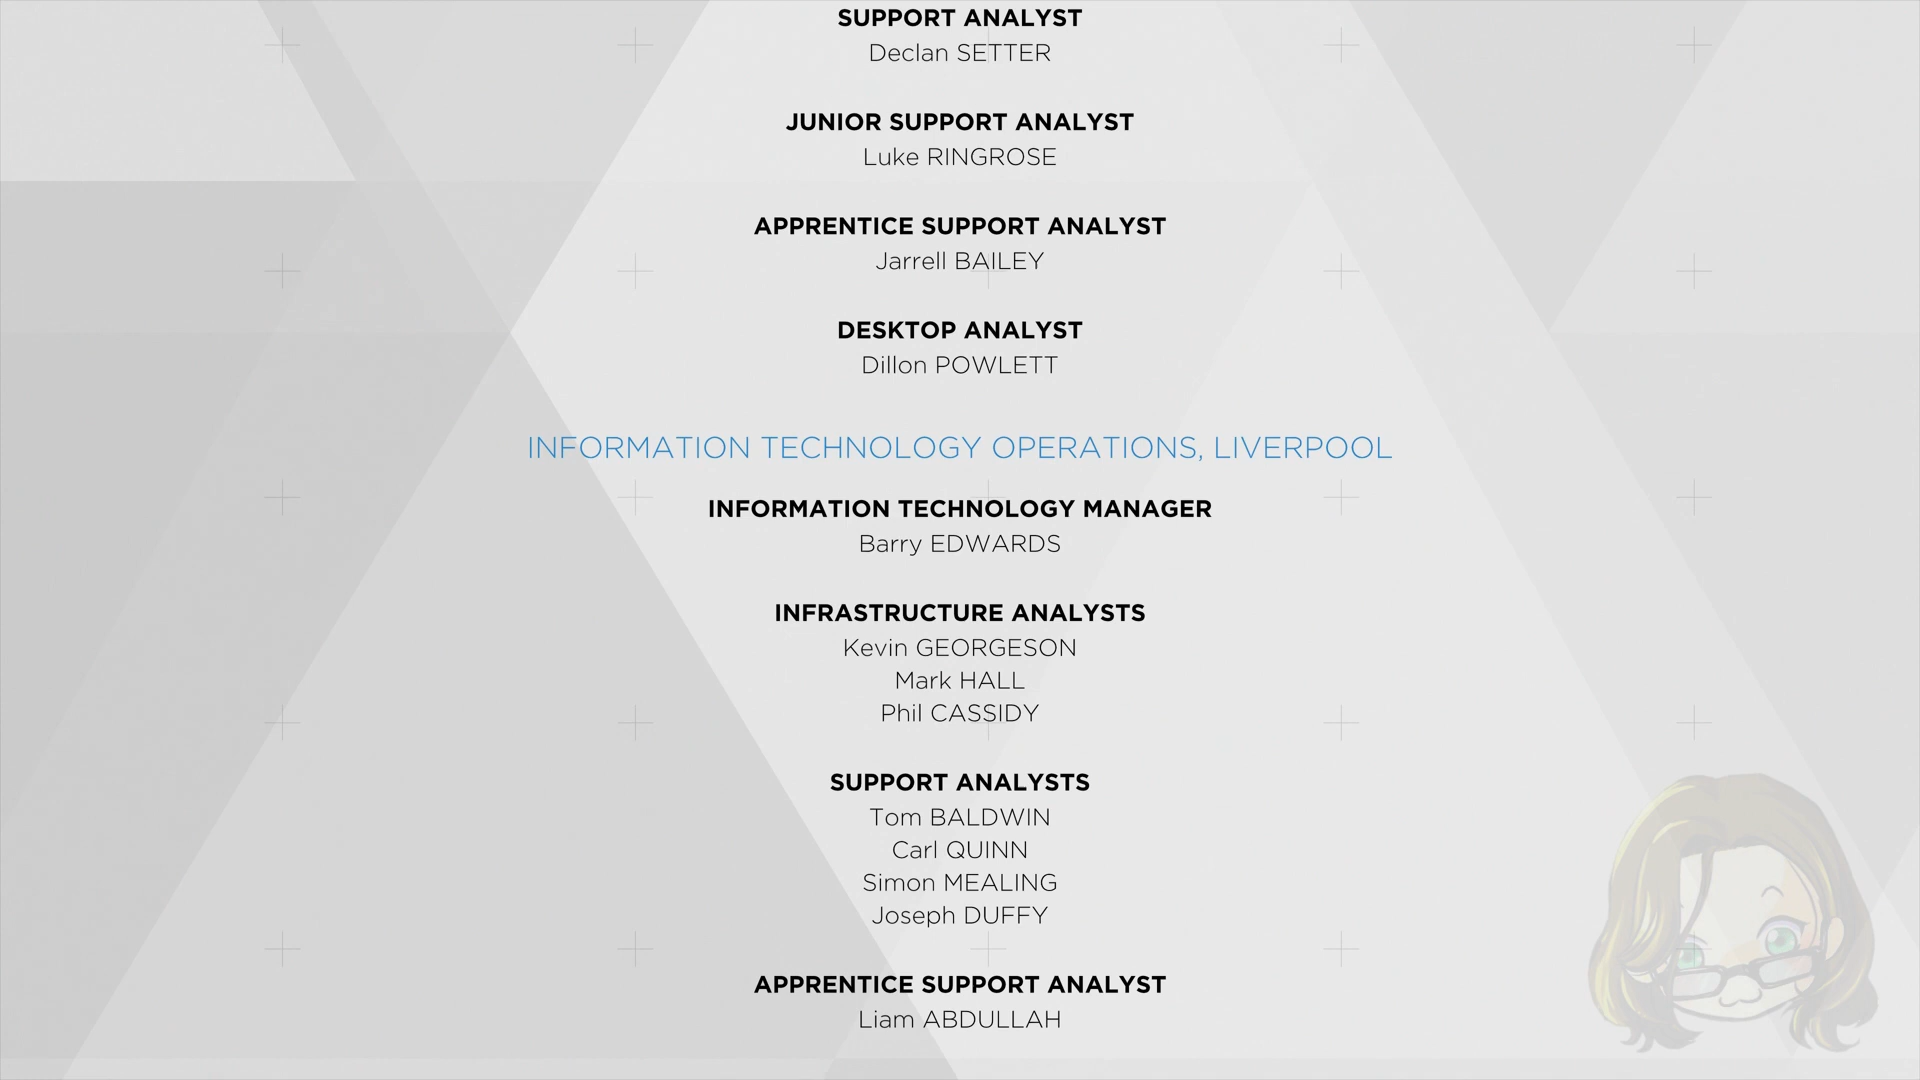 SUPPORT ANALYST
Declan SETTER
JUNIOR SUPPORT ANALYST
Luke RINGROSE
APPRENTICE SUPPORT ANALYST
Jarrell BAILEY
DESKTOP ANALYST
Dillon POWLETT
INFORMATION TECHNOLOGY OPERATIONS, LIVERPOOL
INFORMATION TECHNOLOGY MANAGER
Barry EDWARDS
INFRASTRUCTURE ANALYSTS
Kevin GEORGESON
Mark HALL
Phil CASSIDY
SUPPORT ANALYSTS
Tom BALDWIN
Carl QUINN
Simon MEALING
Joseph DUFFY
APPRENTICE SUPPORT ANALYST
Liam ABDULLAH